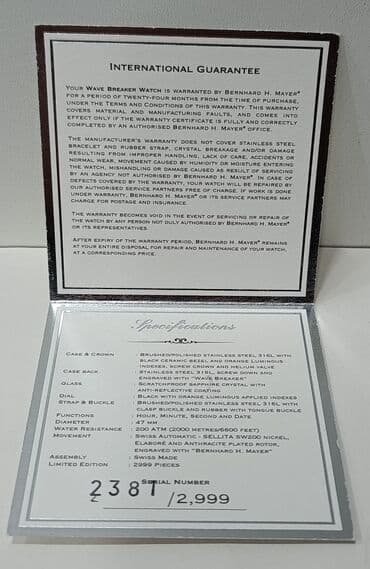 INTERNATIONAL GUARANTEE
YOUR WAVE BREAKER WATCH IS WARRANTED BY BERNHARD H. MAYER®
FOR A PERIOD OF TWENTY-FOUR MONTHS FROM THE TIME OF PURCHASE,
UNDER THE TERMS AND CONDITIONS OF THIS WARRANTY. THIS WARRANTY
COVERS MATERIAL AND MANUFACTURING FAULTS, AND COMES INTO
EFFECT ONLY IF THE WARRANTY CERTIFICATE IS FULLY AND CORRECTLY
COMPLETED BY AN AUTHORISED BERNHARD H. MAYER® OFFICE.
THE MANUFACTURER'S WARRANTY DOES NOT COVER STAINLESS STEEL
BRACELET AND RUBBER STRAP, CRYSTAL BREAKAGE AND/OR DAMAGE
RESULTING FROM IMPROPER HANDLING, LACK OF CARE, ACCIDENTS OR
NORMAL WEAR, MOVEMENT CAUSED BY HUMIDITY OR MOISTURE ENTERING
THE WATCH, MISHANDLING OR DAMAGE CAUSED AS RESULT OF SERVICING
BY AN AGENCY NOT AUTHORISED BY BERNHARD H. MAYER®. IN CASE OF
DEFECTS COVERED BY THE WARRANTY, YOUR WATCH WILL BE REPAIRED BY
OUR AUTHORISED SERVICE PARTNERS FREE OF CHARGE. IF WORK IS DONE
UNDER WARRANTY, BERNHARD H. MAYER® OR ITS SERVICE PARTNERS MAY
CHARGE FOR POSTAGE AND INSURANCE.
THE WARRANTY BECOMES VOID IN THE EVENT OF SERVICING OR REPAIR OF
THE WATCH BY ANY PERSON NOT DULY AUTHORISED BY BERNHARD H. MAYER®
OR ITS REPRESENTATIVES.
AFTER EXPIRY OF THE WARRANTY PERIOD, BERNHARD H. MAYER® REMAINS
AT YOUR ENTIRE DISPOSAL FOR REPAIR AND MAINTENANCE OF YOUR WATCH,
AT A CORRESPONDING PRICE.
Specifications
CASE & CROWN : BRUSHED/POLISHED STAINLESS STEEL 316L WITH
BLACK CERAMIC BEZEL AND ORANGE LUMINOUS
INDEXES, SCREW CROWN AND HELIUM VALVE
CASE BACK : STAINLESS STEEL 316L, SCREW DOWN AND
ENGRAVED WITH "WAVE BREAKER"
GLASS : SCRATCHPROOF SAPPHIRE CRYSTAL WITH
ANTI-REFLECTIVE COATING
DIAL : BLACK WITH ORANGE LUMINOUS APPLIED INDEXES
STRAP & BUCKLE : BRUSHED/POLISHED STAINLESS STEEL 316L WITH
CLASP BUCKLE AND RUBBER WITH TONGUE BUCKLE
FUNCTIONS : HOUR, MINUTE, SECOND AND DATE
DIAMETER : 47 MM
WATER RESISTANCE : 200 ATM (2000 METRES/6600 FEET)
MOVEMENT : SWISS AUTOMATIC - SELLITA SW200 NICKEL,
ELABORÉ AND ANTHRACITE PLATED ROTOR,
ENGRAVED WITH "BERNHARD H. MAYER"
ASSEMBLY : SWISS MADE
LIMITED EDITION : 2999 PIECES
SERIAL NUMBER
2381 /2,999